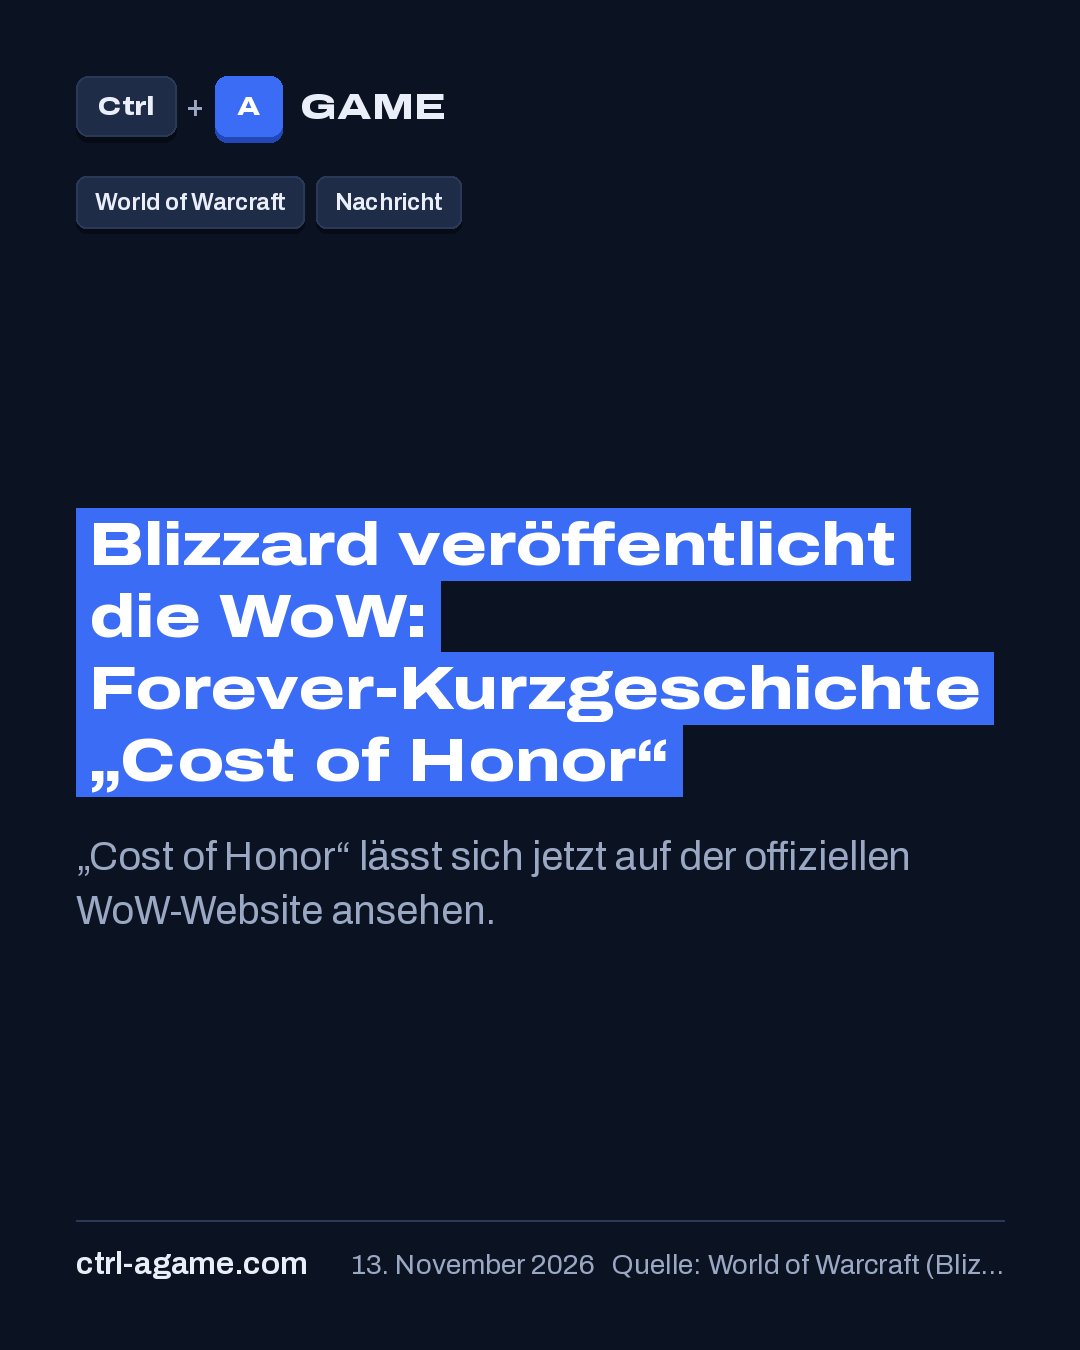 Ctrl + A GAME
World of Warcraft Nachricht
Blizzard veröffentlicht
die WoW:
Forever-Kurzgeschichte
„Cost of Honor“
„Cost of Honor“ lässt sich jetzt auf der offiziellen
WoW-Website ansehen.
ctrl-agame.com 13. November 2026 Quelle: World of Warcraft (Bliz…